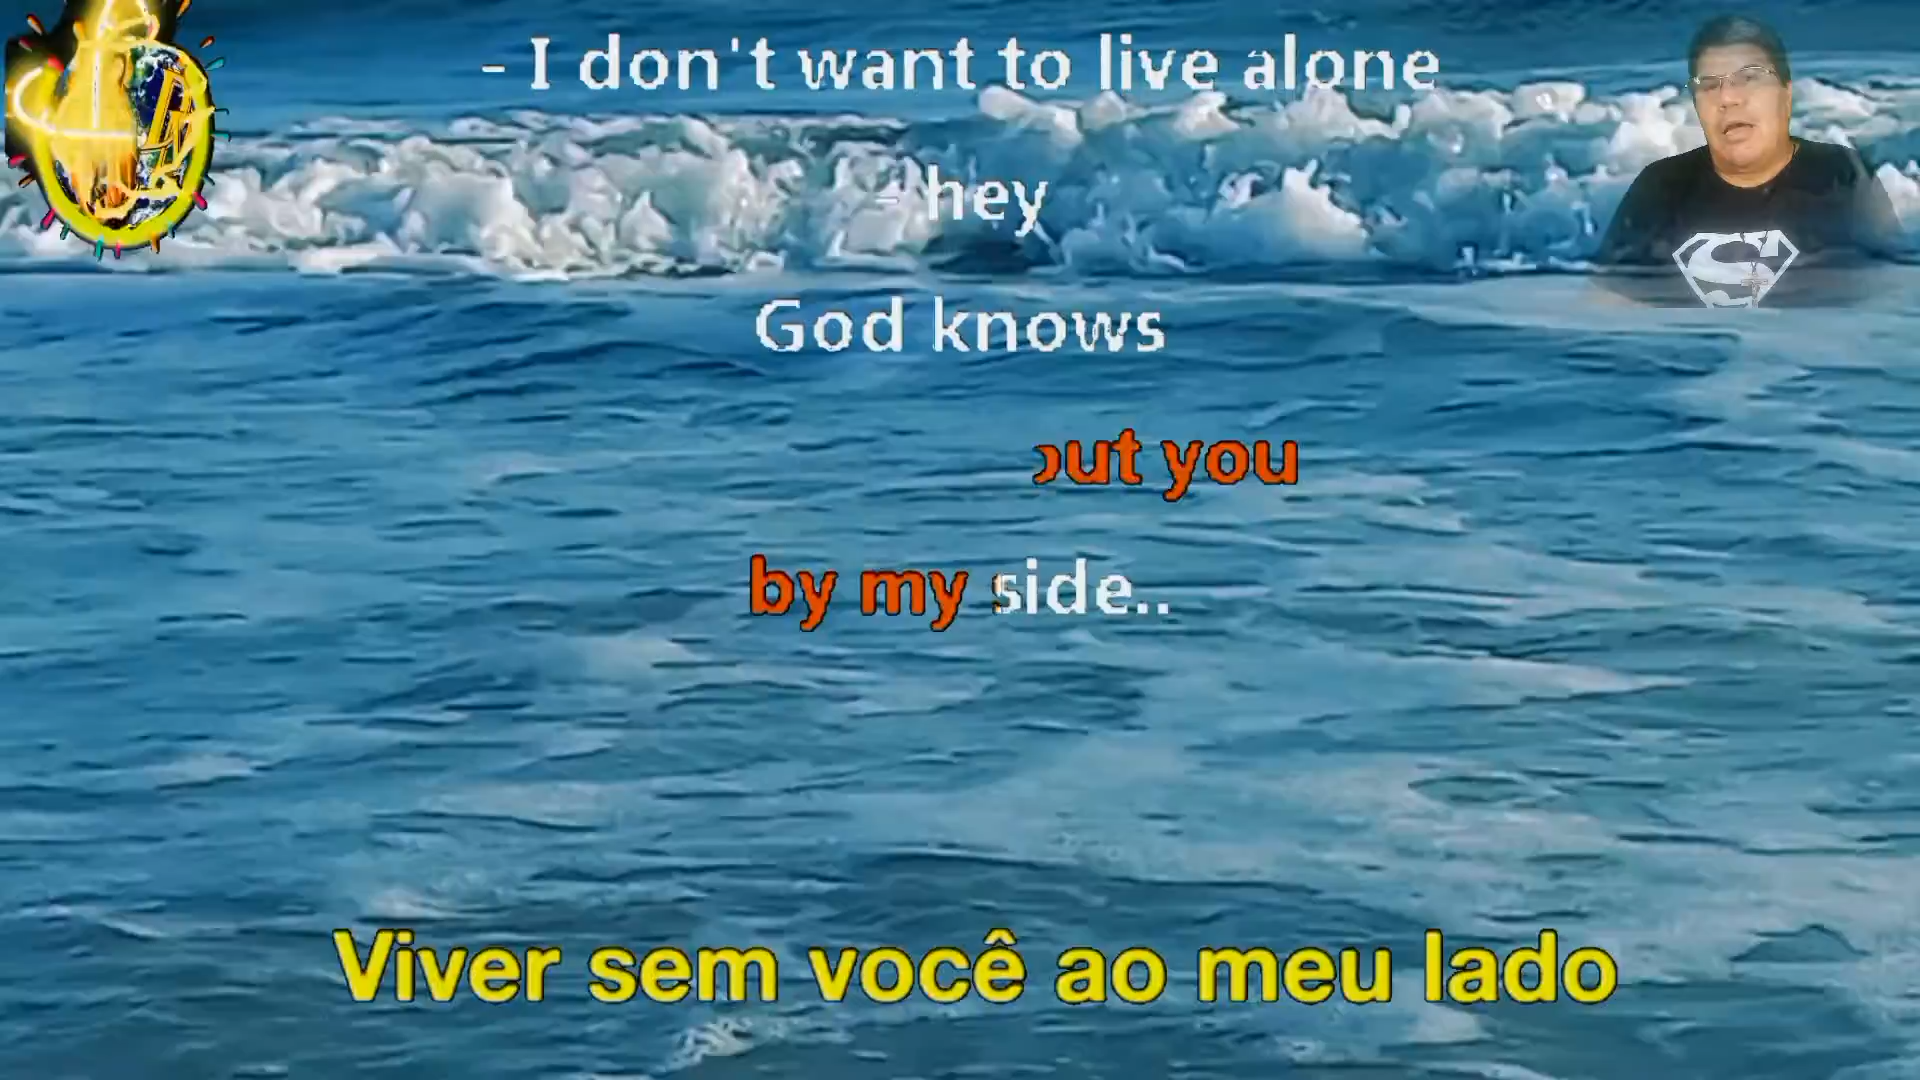 - I don't want to live alone
- hey
God knows
out you
by my side..
Viver sem você ao meu lado